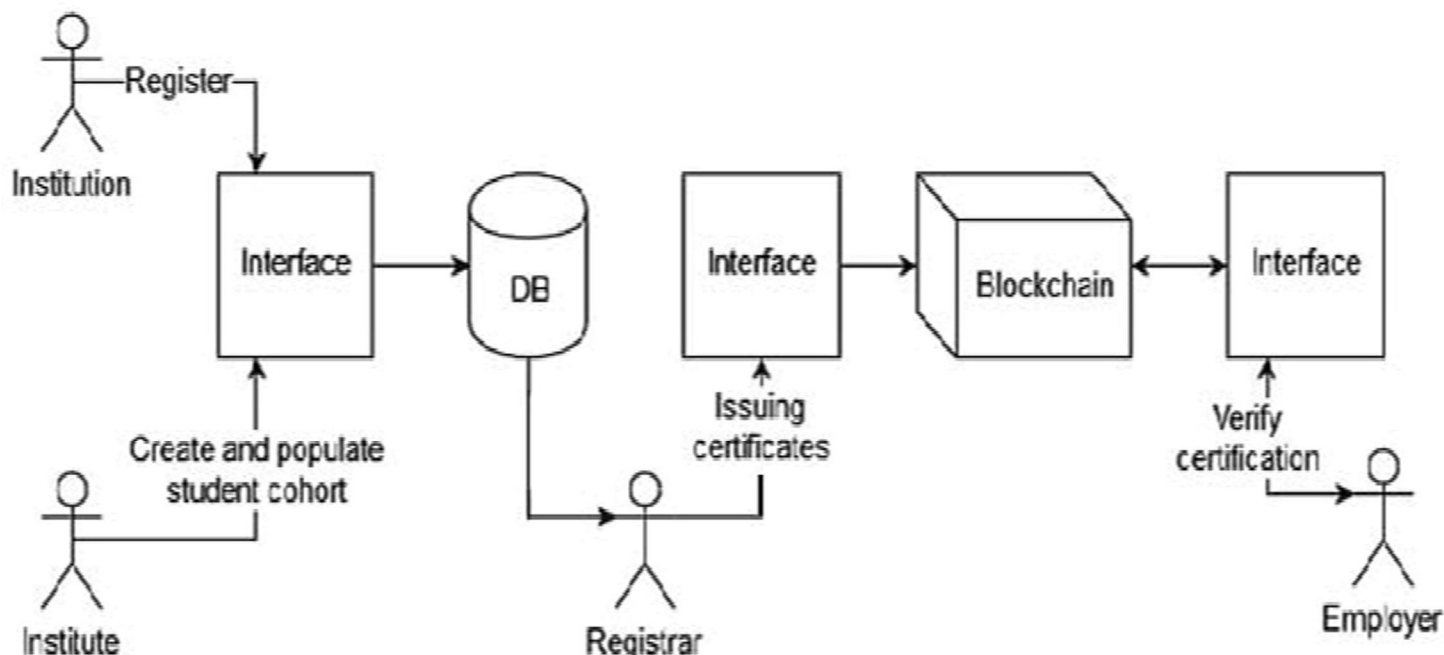 Register
Institution
Interface
DB
Interface
Blockchain
Interface
Create and populate
student cohort
Issuing
certificates
Verify
certification
Institute
Registrar
Employer